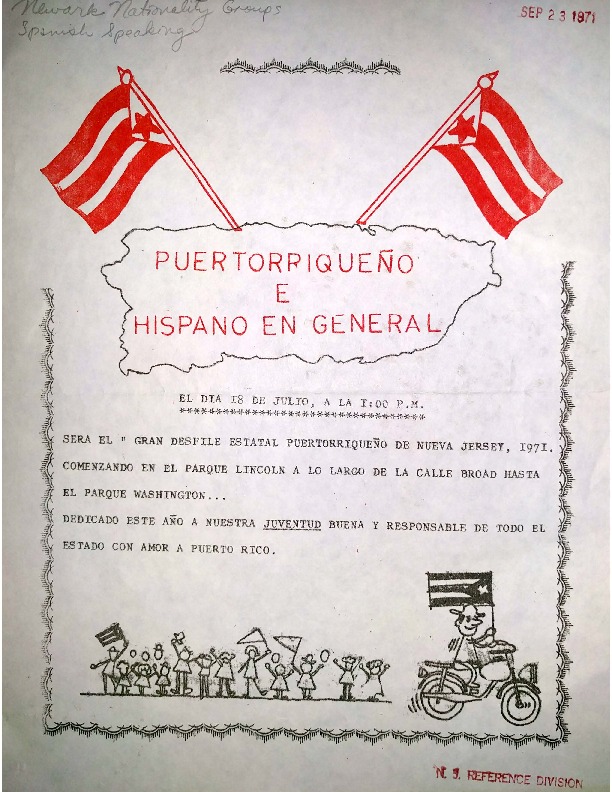 Newark Nationality Groups
Spanish Speaking
SEP 23 1971
PUERTORRIQUEÑO
E
HISPANO EN GENERAL
EL DIA 18 DE JULIO, A LA 1:00 P.M.
************************************
SERA EL " GRAN DESFILE ESTATAL PUERTORRIQUEÑO DE NUEVA JERSEY, 1971.
COMENZANDO EN EL PARQUE LINCOLN A LO LARGO DE LA CALLE BROAD HASTA
EL PARQUE WASHINGTON...
DEDICADO ESTE AÑO A NUESTRA JUVENTUD BUENA Y RESPONSABLE DE TODO EL
ESTADO CON AMOR A PUERTO RICO.
N. J. REFERENCE DIVISION